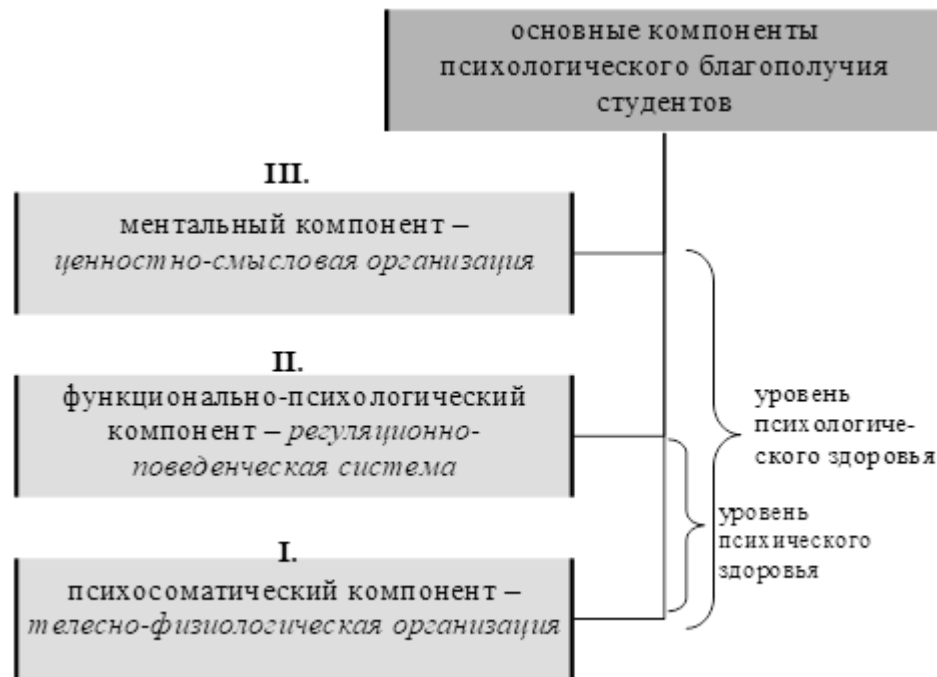 основные компоненты
психологического благополучия
студентов
III.
ментальный компонент –
ценностно-смысловая организация
II.
функционально-психологический
компонент – регуляционно-
поведенческая система
I.
психосоматический компонент –
телесно-физиологическая организация
уровень
психологиче-
ского здоровья
уровень
психического
здоровья